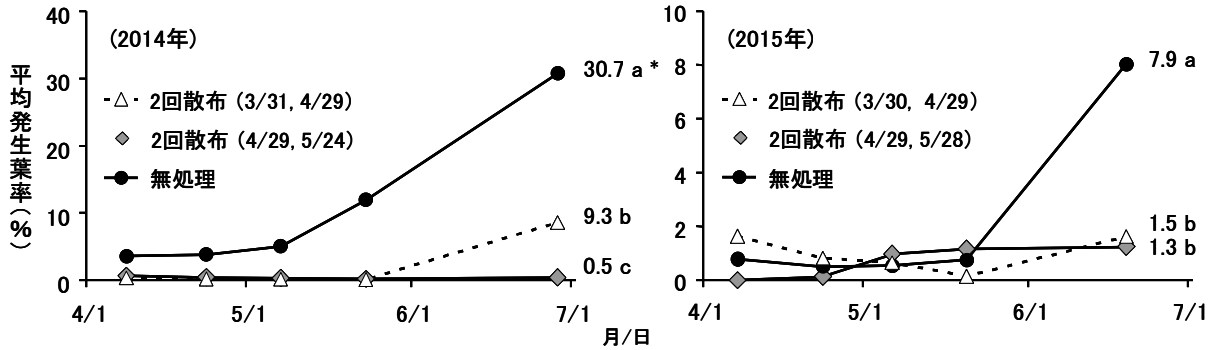 平均発生葉率(%)
40
30
20
10
0
(2014年)
2回散布 (3/31, 4/29)
2回散布 (4/29, 5/24)
無処理
30.7 a *
9.3 b
0.5 c
4/1
5/1
6/1
7/1
月/日
10
8
6
4
2
0
(2015年)
2回散布 (3/30, 4/29)
2回散布 (4/29, 5/28)
無処理
7.9 a
1.5 b
1.3 b
4/1
5/1
6/1
7/1